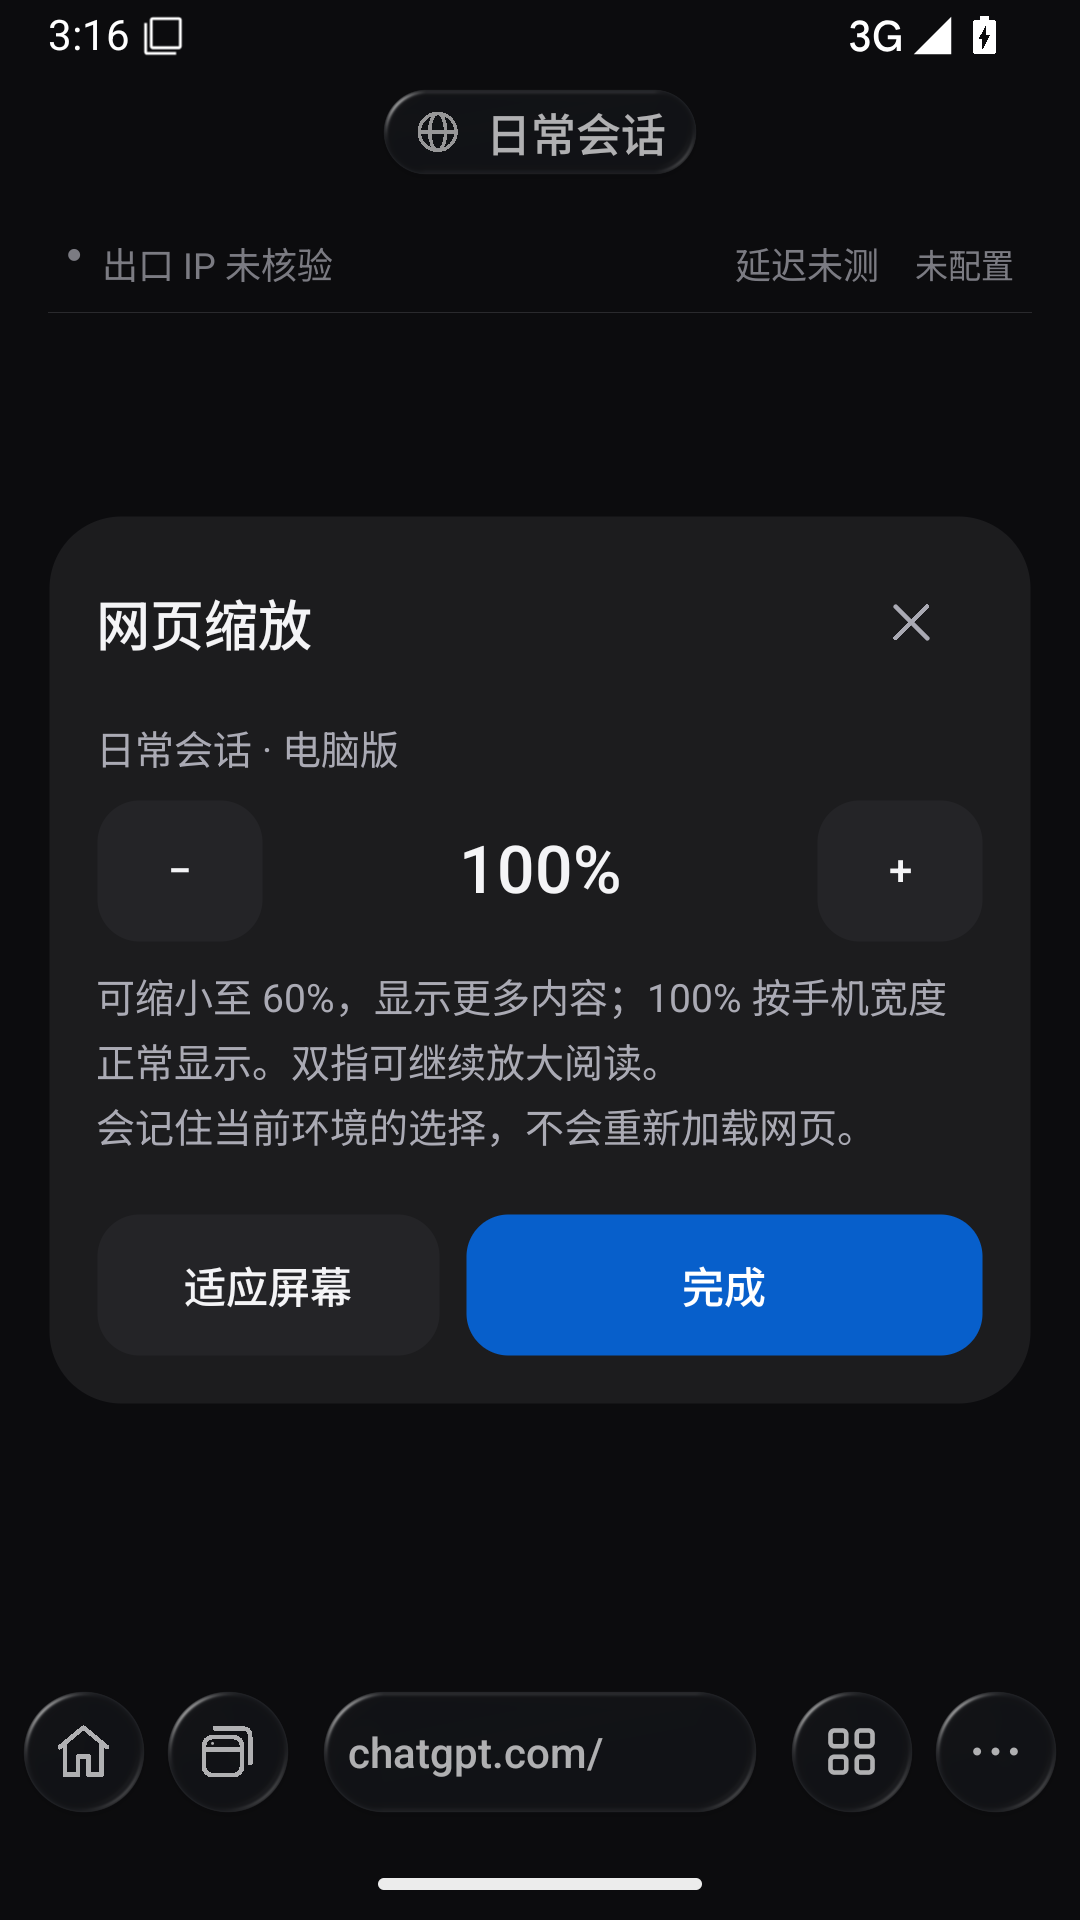 3:16
3G
日常会话
出口 IP 未核验
延迟未测 未配置
网页缩放
日常会话 · 电脑版
−
100%
+
可缩小至 60%，显示更多内容；100% 按手机宽度
正常显示。双指可继续放大阅读。
会记住当前环境的选择，不会重新加载网页。
适应屏幕
完成
chatgpt.com/